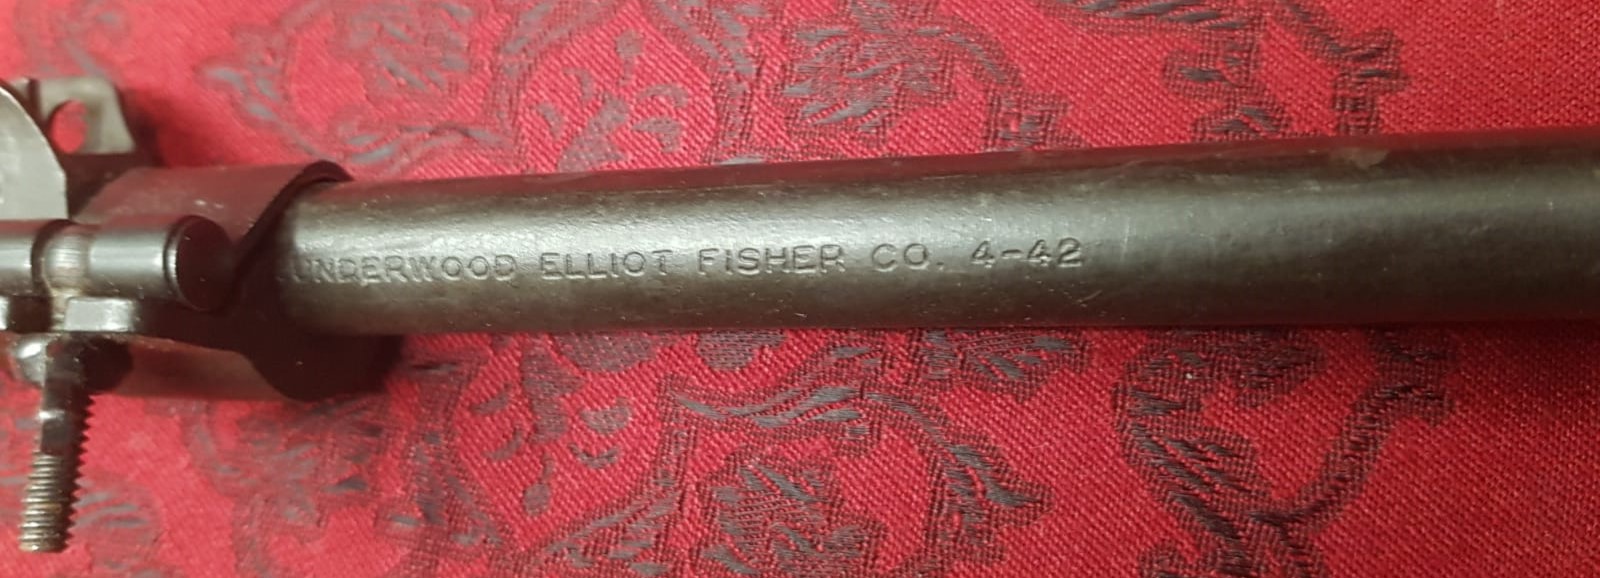 UNDERWOOD ELLIOT FISHER CO. 4-42